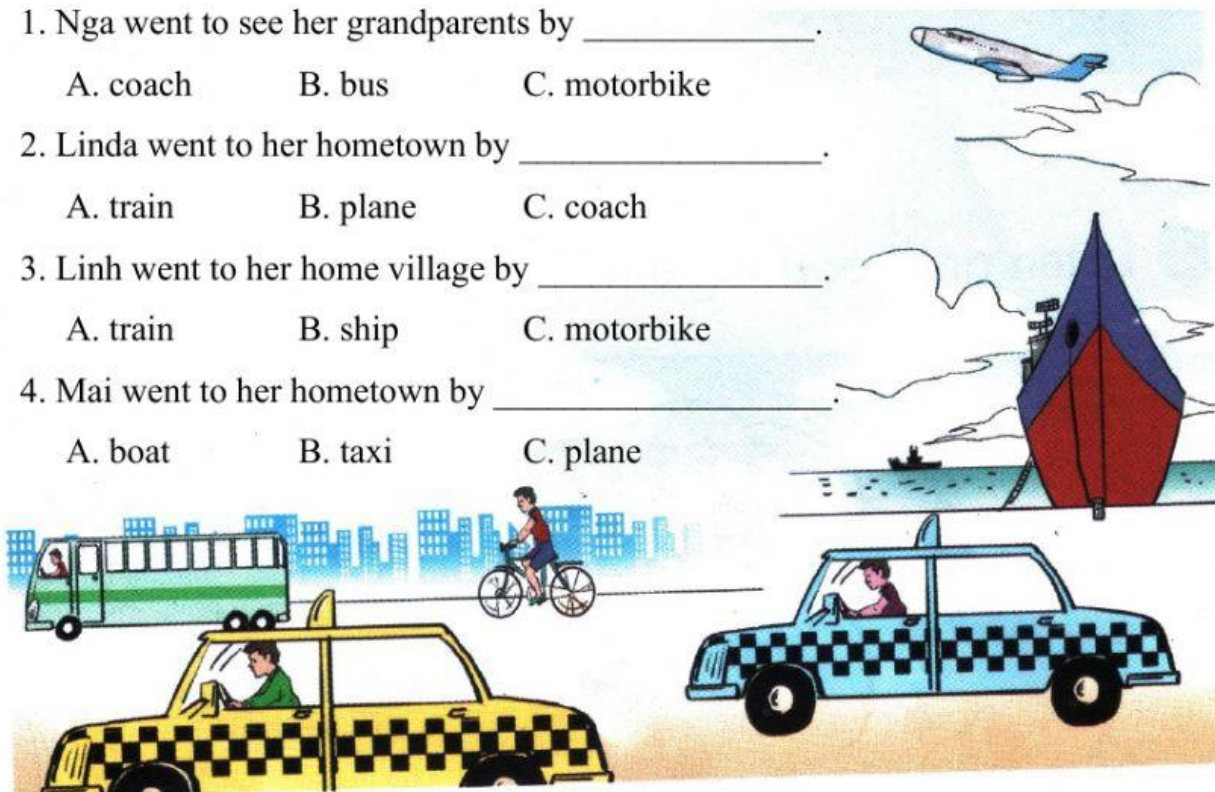 1. Nga went to see her grandparents by ______________.
A. coach B. bus C. motorbike
2. Linda went to her hometown by __________________.
A. train B. plane C. coach
3. Linh went to her home village by _________________.
A. train B. ship C. motorbike
4. Mai went to her hometown by ____________________.
A. boat B. taxi C. plane